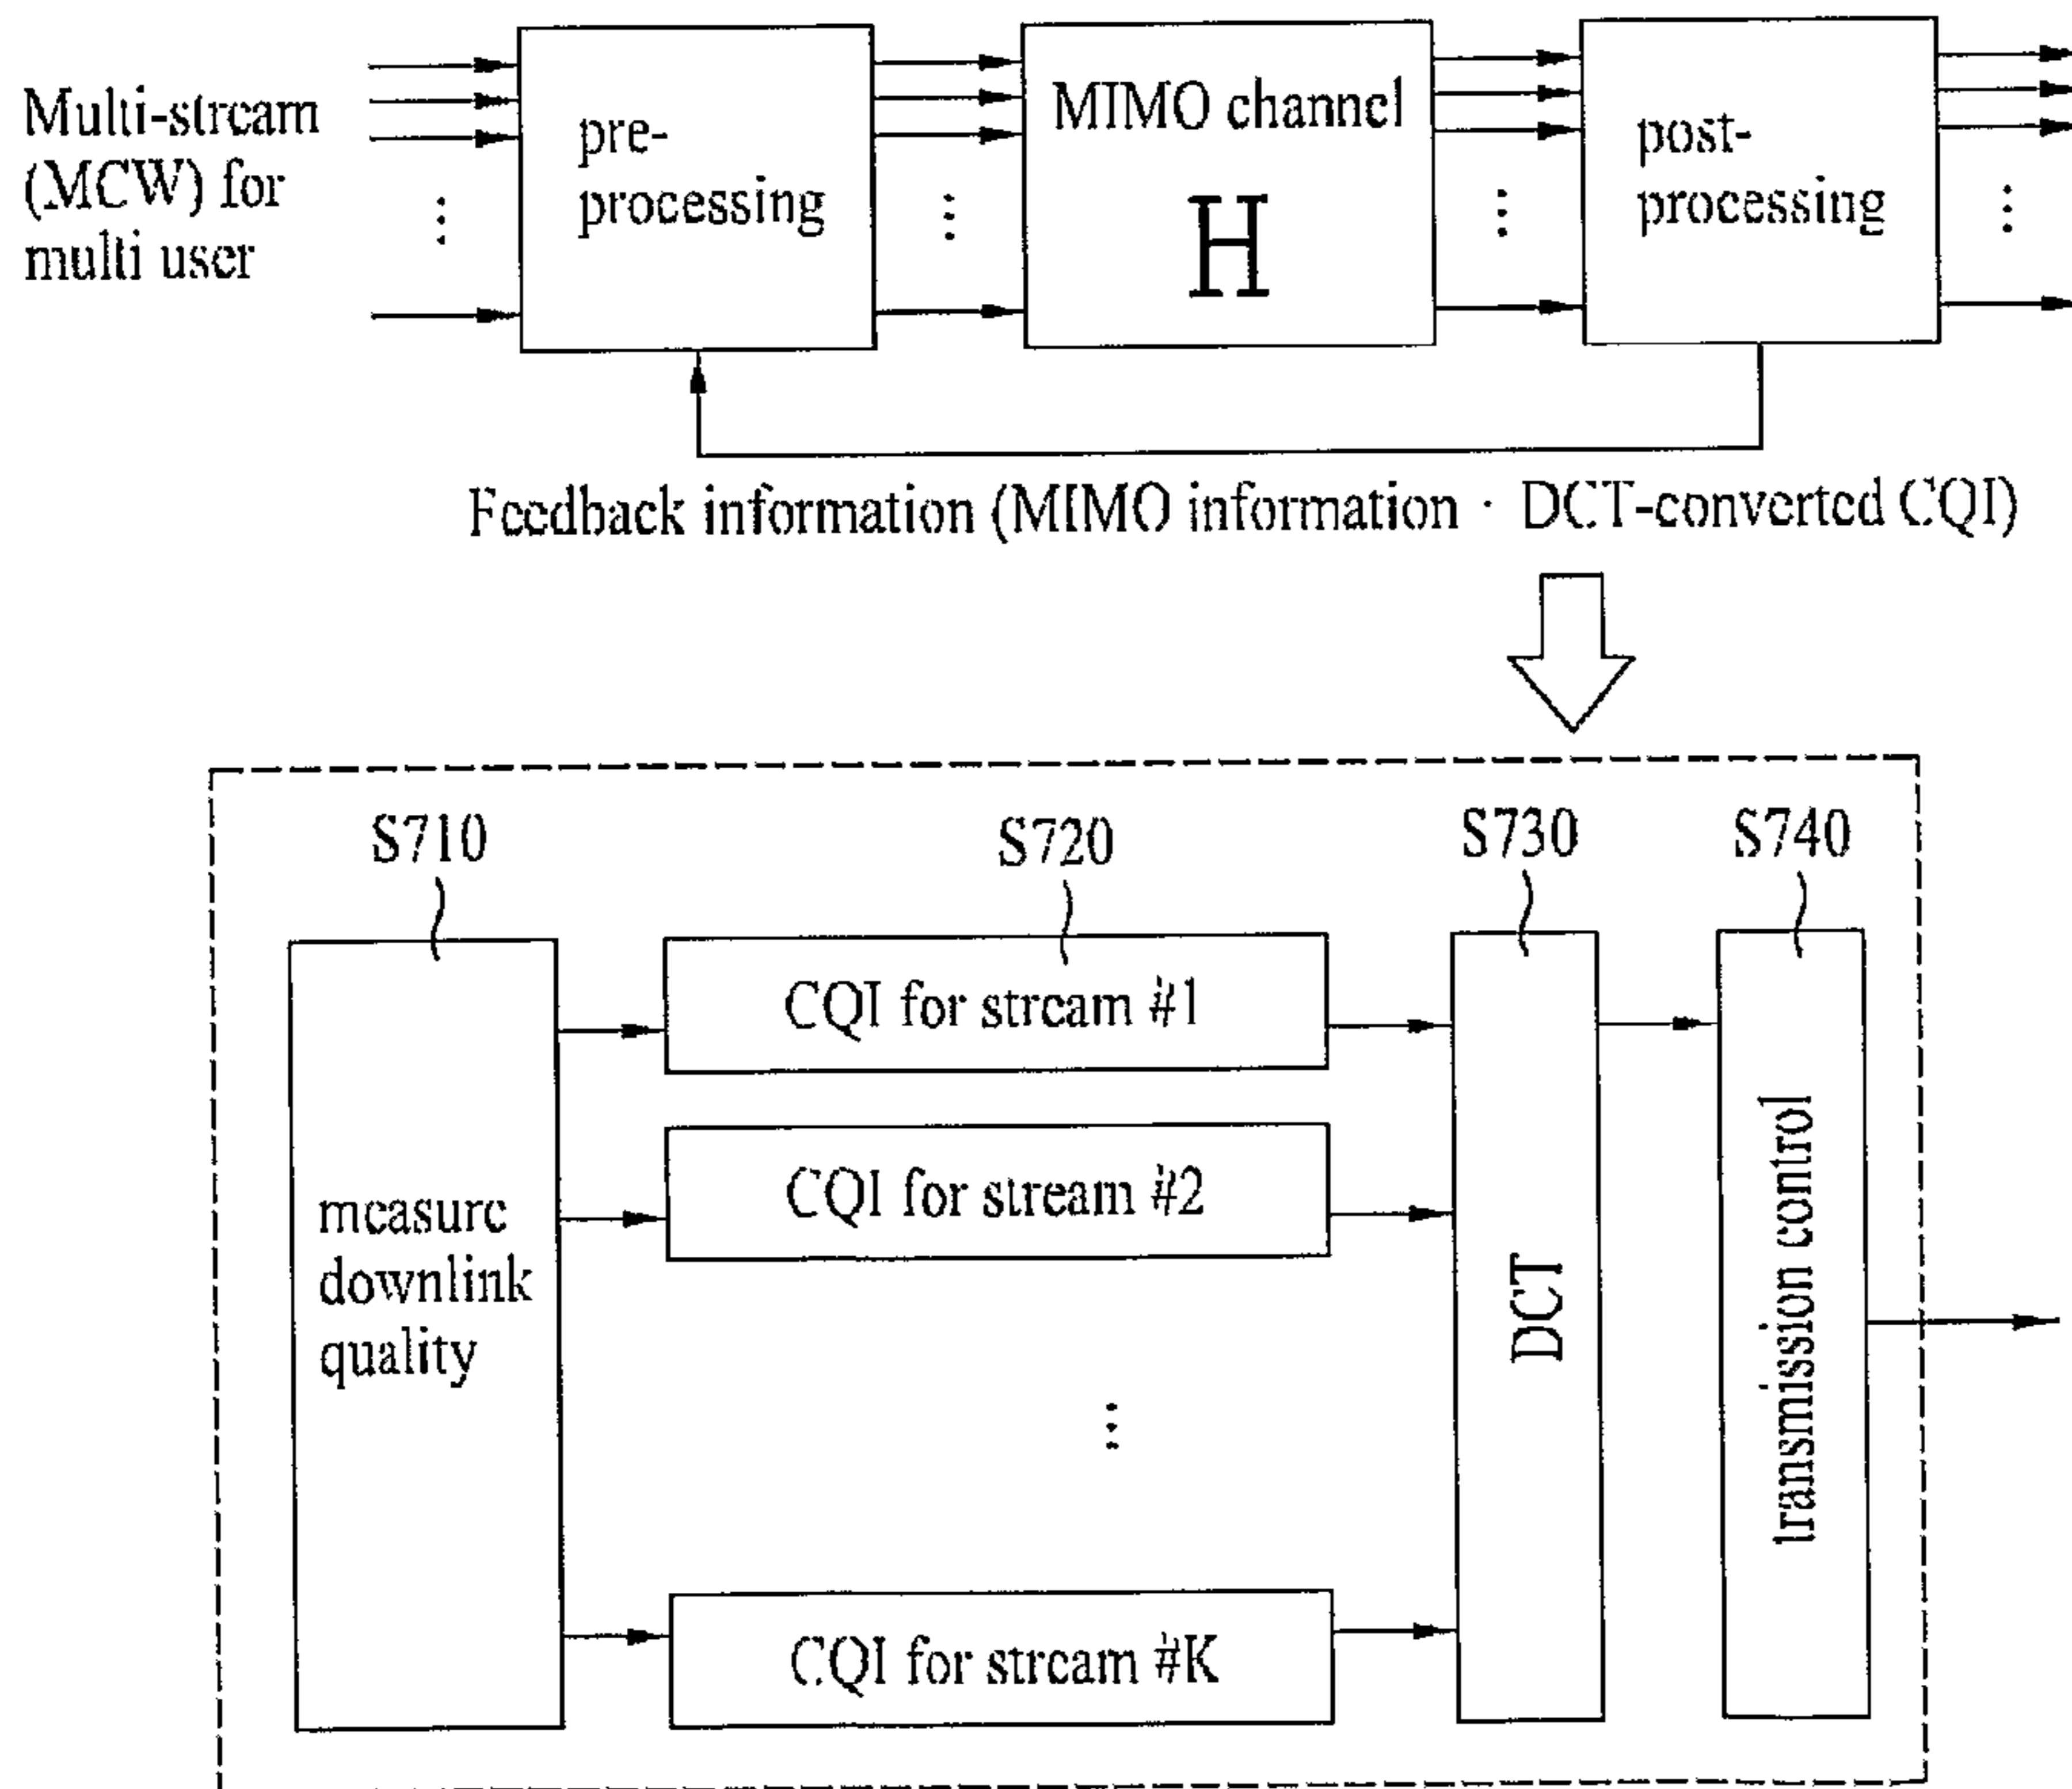 Multi-stream
(MCW) for
multi user
pre-
processing
MIMO channel
H
post-
processing
Feedback information (MIMO information · DCT-converted CQI)
S710
S720
S730
S740
measure
downlink
quality
CQI for stream #1
CQI for stream #2
CQI for stream #K
DCT
transmission control